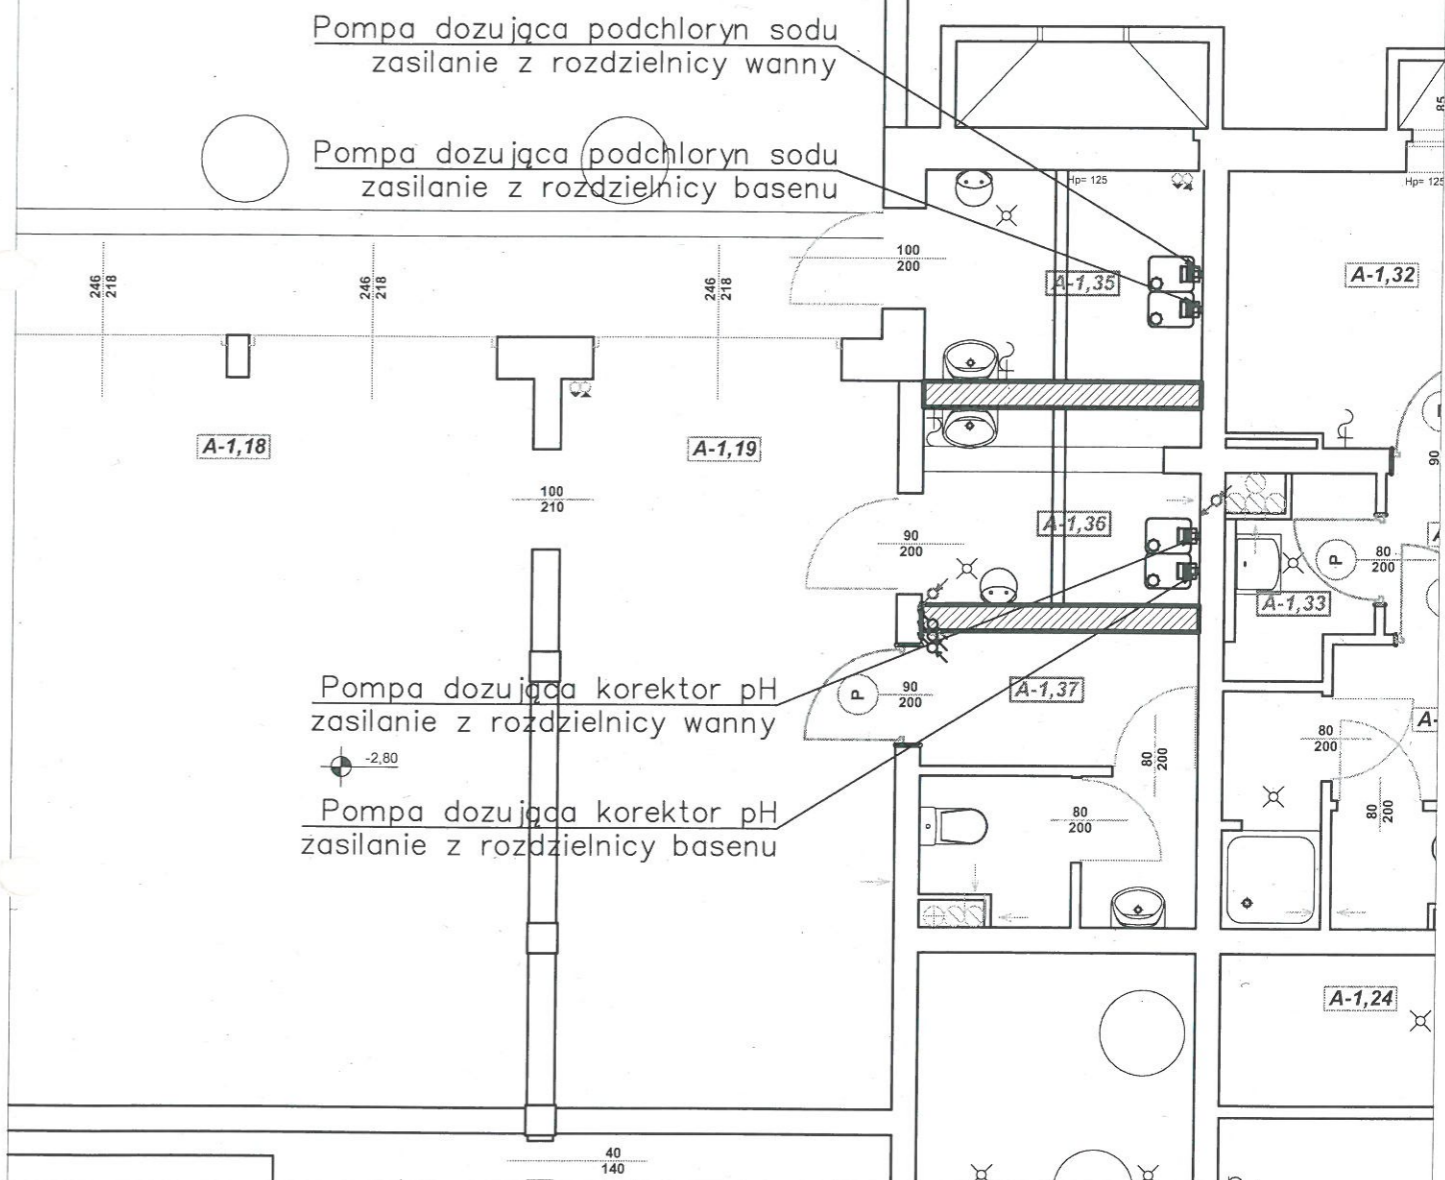 Pompa dozująca podchloryn sodu
zasilanie z rozdzielnicy wanny
Pompa dozująca podchloryn sodu
zasilanie z rozdzielnicy basenu
Hp= 125
85
Hp= 125
100
200
246
218
246
218
246
218
A-1,35
A-1,32
A-1,18
A-1,19
100
210
90
A-1,36
90
200
80
200
P
A-1,33
Pompa dozująca korektor pH
zasilanie z rozdzielnicy wanny
P
90
200
A-1,37
-2,80
80
200
80
200
Pompa dozująca korektor pH
zasilanie z rozdzielnicy basenu
80
200
80
200
A-1,24
40
140